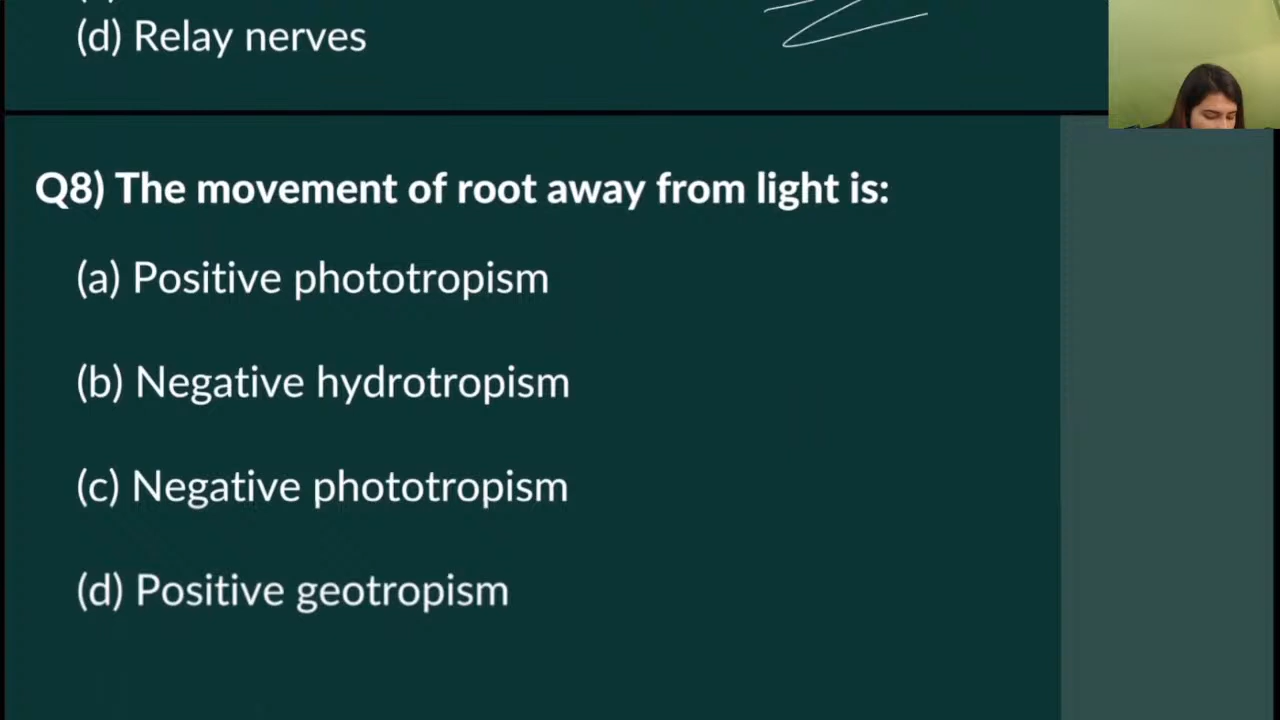 (d) Relay nerves
Q8) The movement of root away from light is:
(a) Positive phototropism
(b) Negative hydrotropism
(c) Negative phototropism
(d) Positive geotropism